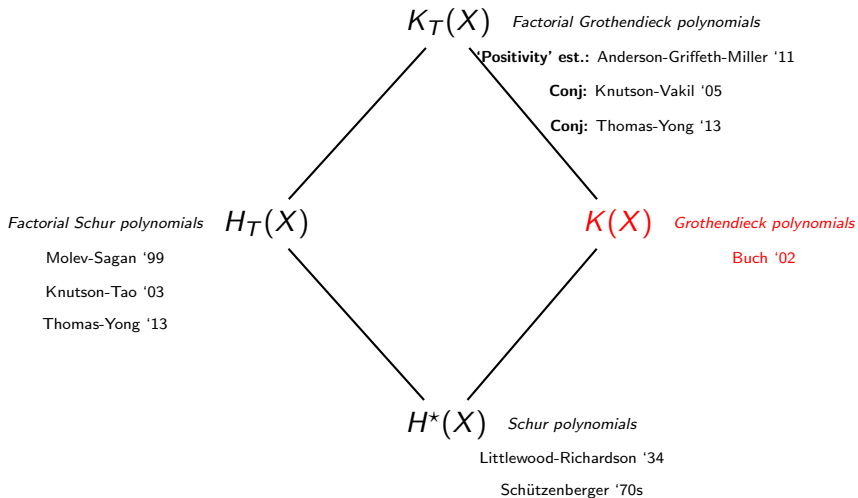 K_T(X) Factorial Grothendieck polynomials
'Positivity' est.: Anderson-Griffeth-Miller '11
Conj: Knutson-Vakil '05
Conj: Thomas-Yong '13
Factorial Schur polynomials H_T(X)
Molev-Sagan '99
Knutson-Tao '03
Thomas-Yong '13
K(X) Grothendieck polynomials
Buch '02
H*(X) Schur polynomials
Littlewood-Richardson '34
Schützenberger '70s